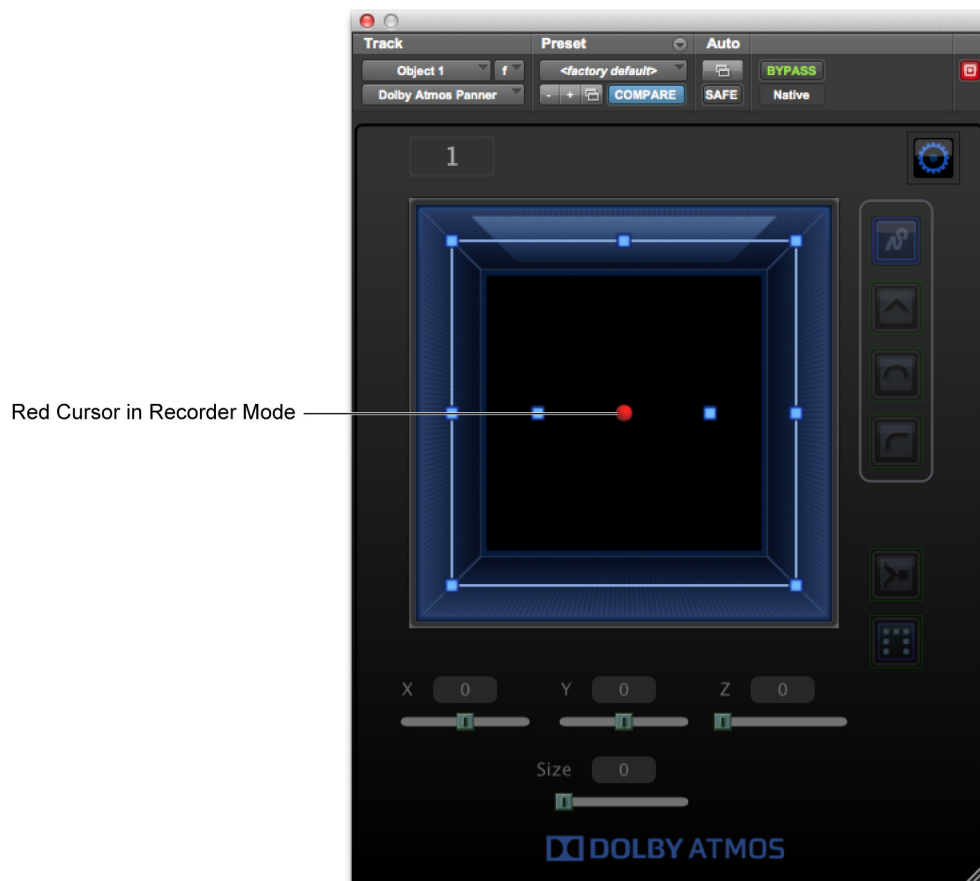 Track Preset Auto
Object 1 f <factory default> BYPASS
Dolby Atmos Panner - + COMPARE SAFE Native
1
Red Cursor in Recorder Mode
X 0 Y 0 Z 0
Size 0
DOLBY ATMOS